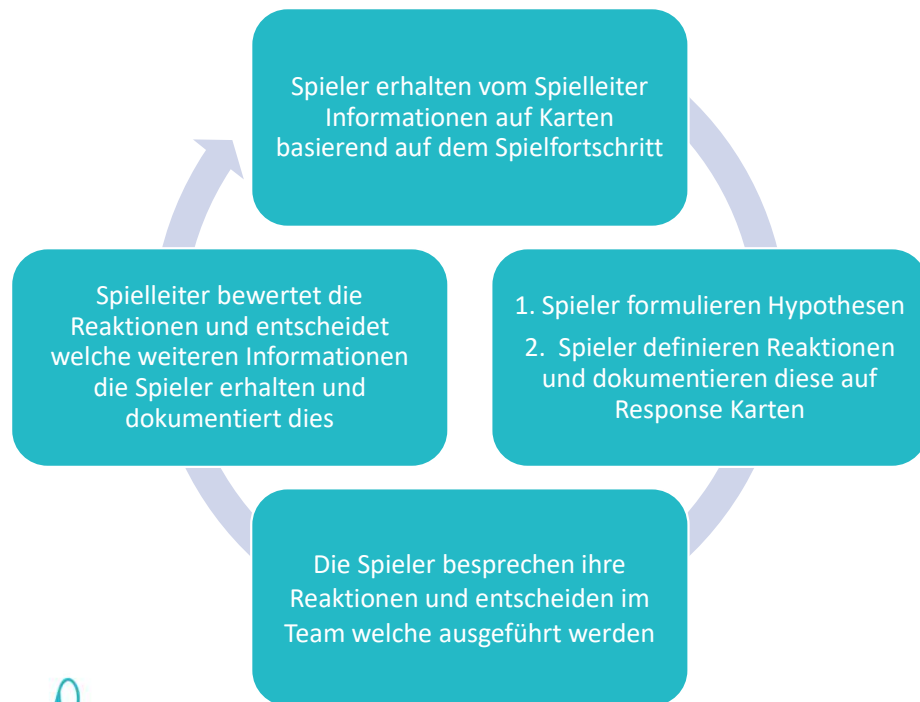 Spieler erhalten vom Spielleiter
Informationen auf Karten
basierend auf dem Spielfortschritt
1. Spieler formulieren Hypothesen
2. Spieler definieren Reaktionen
und dokumentieren diese auf
Response Karten
Die Spieler besprechen ihre
Reaktionen und entscheiden im
Team welche ausgeführt werden
Spielleiter bewertet die
Reaktionen und entscheidet
welche weiteren Informationen
die Spieler erhalten und
dokumentiert dies